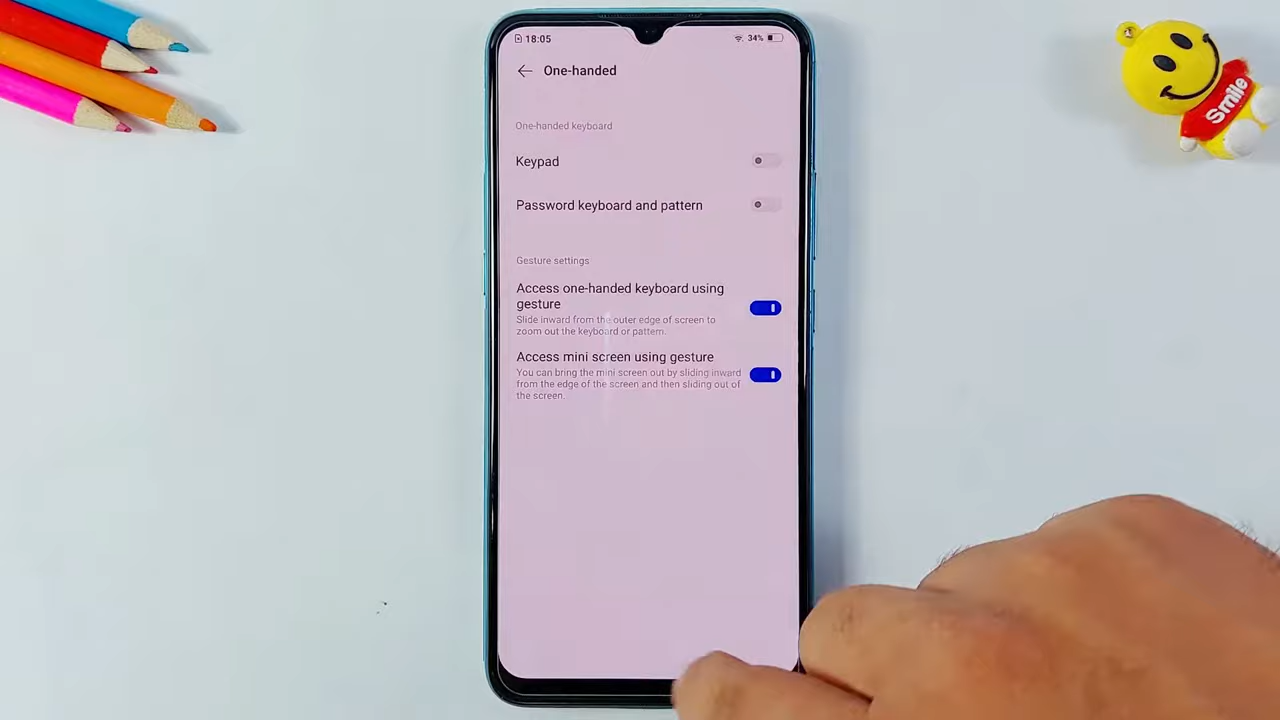 18:05
34%
One-handed
One-handed keyboard
Keypad
Password keyboard and pattern
Gesture settings
Access one-handed keyboard using
gesture
Slide inward from the outer edge of screen to
zoom out the keyboard or pattern.
Access mini screen using gesture
You can bring the mini screen out by sliding inward
from the edge of the screen and then sliding out of
the screen.
Smile